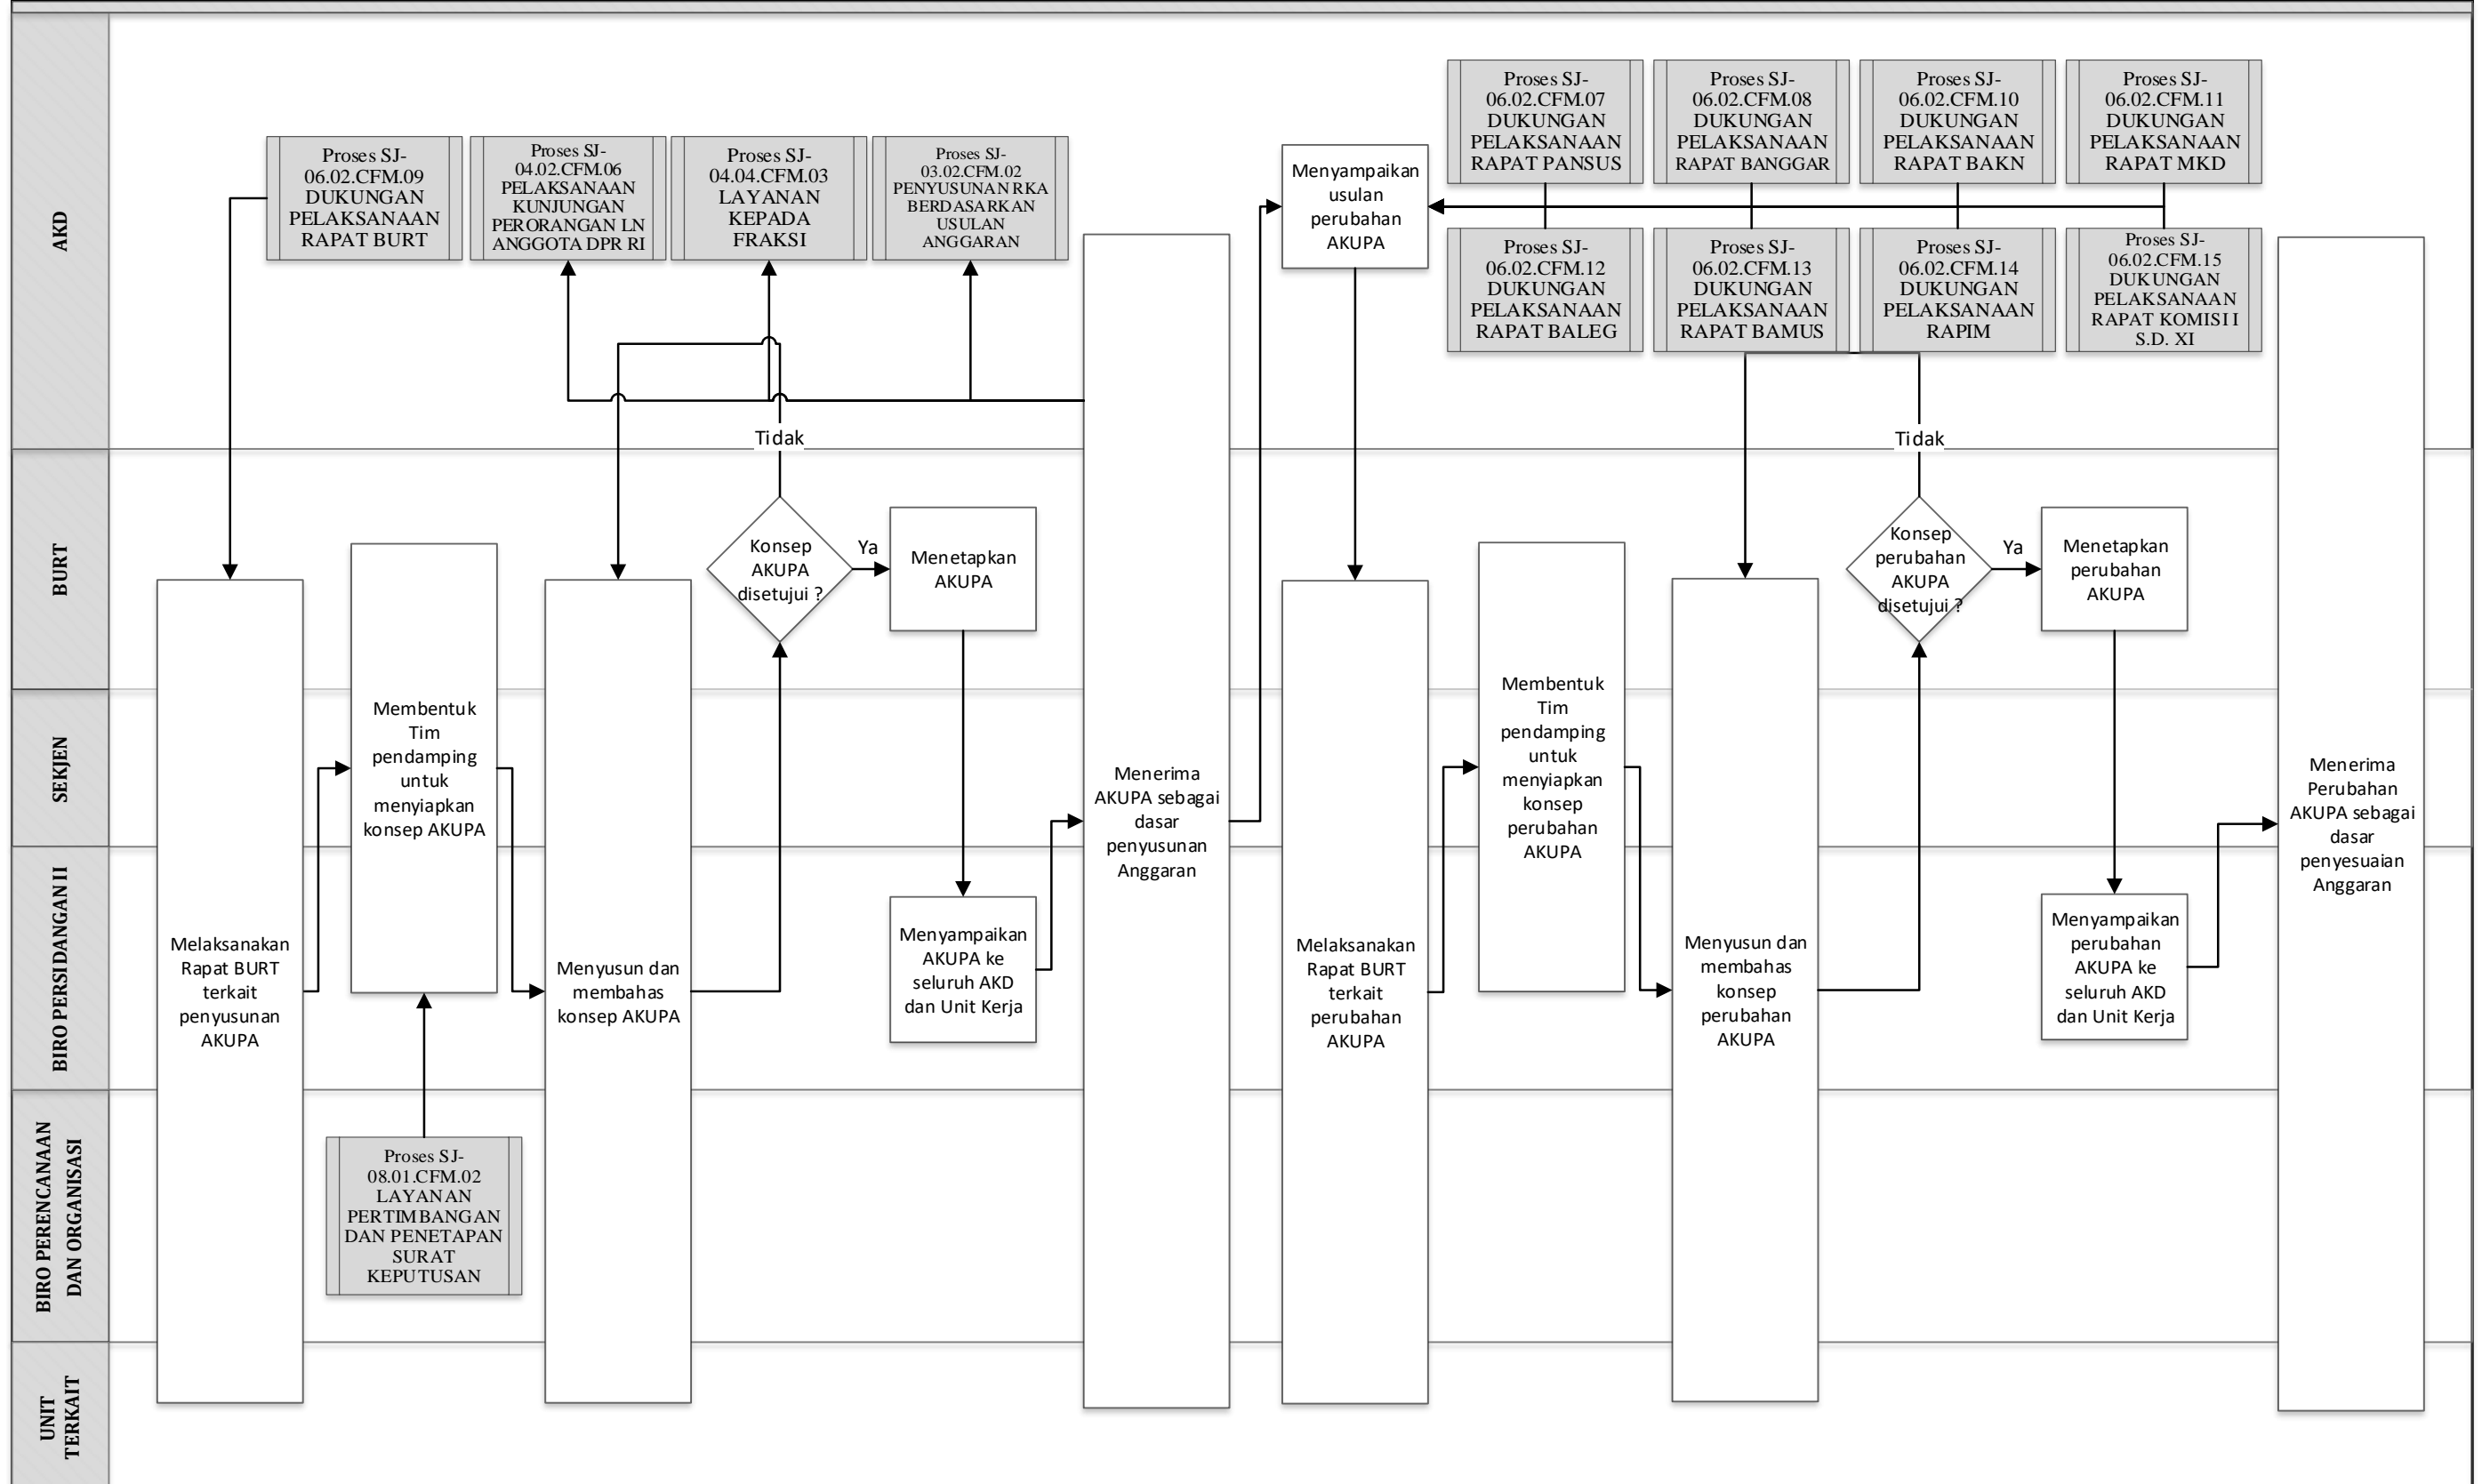 AKD
Proses SJ-
06.02.CFM.09
DUKUNGAN
PELAKSANAAN
RAPAT BURT
Proses SJ-
04.02.CFM.06
PELAKSANAAN
KUNJUNGAN
PERORANGAN LN
ANGGOTA DPR RI
Proses SJ-
04.04.CFM.03
LAYANAN
KEPADA
FRAKSI
Proses SJ-
03.02.CFM.02
PENYUSUNAN RKA
BERDASARKAN
USULAN
ANGGARAN
Menyampaikan
usulan
perubahan
AKUPA
Proses SJ-
06.02.CFM.07
DUKUNGAN
PELAKSANAAN
RAPAT PANSUS
Proses SJ-
06.02.CFM.08
DUKUNGAN
PELAKSANAAN
RAPAT BANGGAR
Proses SJ-
06.02.CFM.10
DUKUNGAN
PELAKSANAAN
RAPAT BAKN
Proses SJ-
06.02.CFM.11
DUKUNGAN
PELAKSANAAN
RAPAT MKD
Proses SJ-
06.02.CFM.12
DUKUNGAN
PELAKSANAAN
RAPAT BALEG
Proses SJ-
06.02.CFM.13
DUKUNGAN
PELAKSANAAN
RAPAT BAMUS
Proses SJ-
06.02.CFM.14
DUKUNGAN
PELAKSANAAN
RAPIM
Proses SJ-
06.02.CFM.15
DUKUNGAN
PELAKSANAAN
RAPAT KOMISI I
S.D. XI
Tidak
Tidak
BURT
Konsep
AKUPA
disetujui ?
Ya
Menetapkan
AKUPA
Konsep
perubahan
AKUPA
disetujui ?
Ya
Menetapkan
perubahan
AKUPA
SEKJEN
Membentuk
Tim
pendamping
untuk
menyiapkan
konsep AKUPA
Menerima
AKUPA sebagai
dasar
penyusunan
Anggaran
Membentuk
Tim
pendamping
untuk
menyiapkan
konsep
perubahan
AKUPA
Menerima
Perubahan
AKUPA sebagai
dasar
penyesuaian
Anggaran
BIRO PERSIDANGAN II
Melaksanakan
Rapat BURT
terkait
penyusunan
AKUPA
Menyusun dan
membahas
konsep AKUPA
Menyampaikan
AKUPA ke
seluruh AKD
dan Unit Kerja
Melaksanakan
Rapat BURT
terkait
perubahan
AKUPA
Menyusun dan
membahas
konsep
perubahan
AKUPA
Menyampaikan
perubahan
AKUPA ke
seluruh AKD
dan Unit Kerja
BIRO PERENCANAAN
DAN ORGANISASI
Proses SJ-
08.01.CFM.02
LAYANAN
PERTIMBANGAN
DAN PENETAPAN
SURAT
KEPUTUSAN
UNIT
TERKAIT